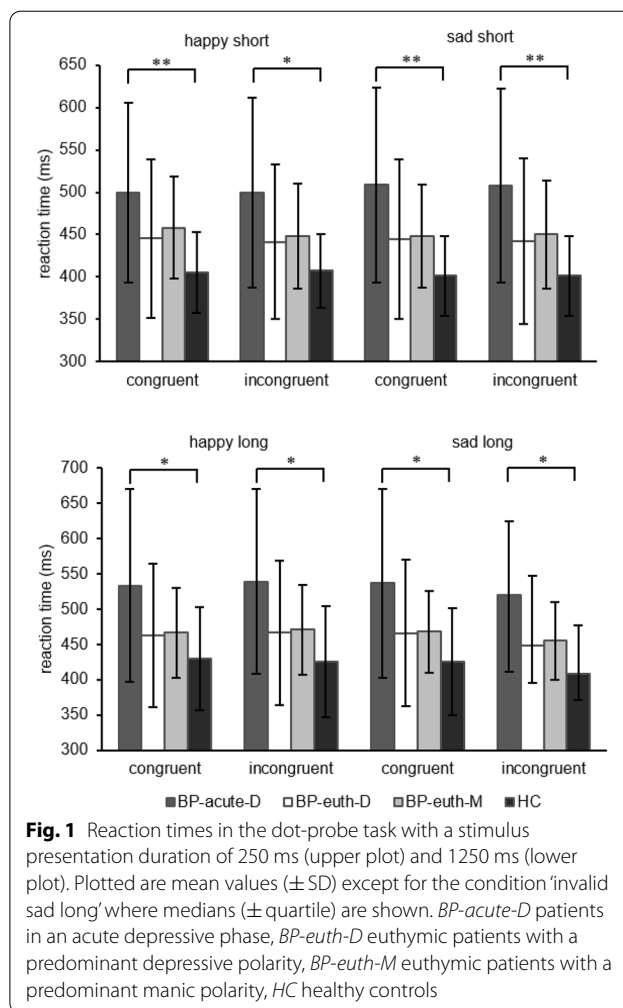 happy short sad short
** * ** **
650
600
550
500
450
400
350
300
reaction time (ms)
congruent incongruent congruent incongruent
happy long sad long
* * * *
700
650
600
550
500
450
400
350
300
reaction time (ms)
congruent incongruent congruent incongruent
BP-acute-D BP-euth-D BP-euth-M HC
Fig. 1 Reaction times in the dot-probe task with a stimulus
presentation duration of 250 ms (upper plot) and 1250 ms (lower
plot). Plotted are mean values (± SD) except for the condition ‘invalid
sad long’ where medians (± quartile) are shown. BP-acute-D patients
in an acute depressive phase, BP-euth-D euthymic patients with a
predominant depressive polarity, BP-euth-M euthymic patients with a
predominant manic polarity, HC healthy controls